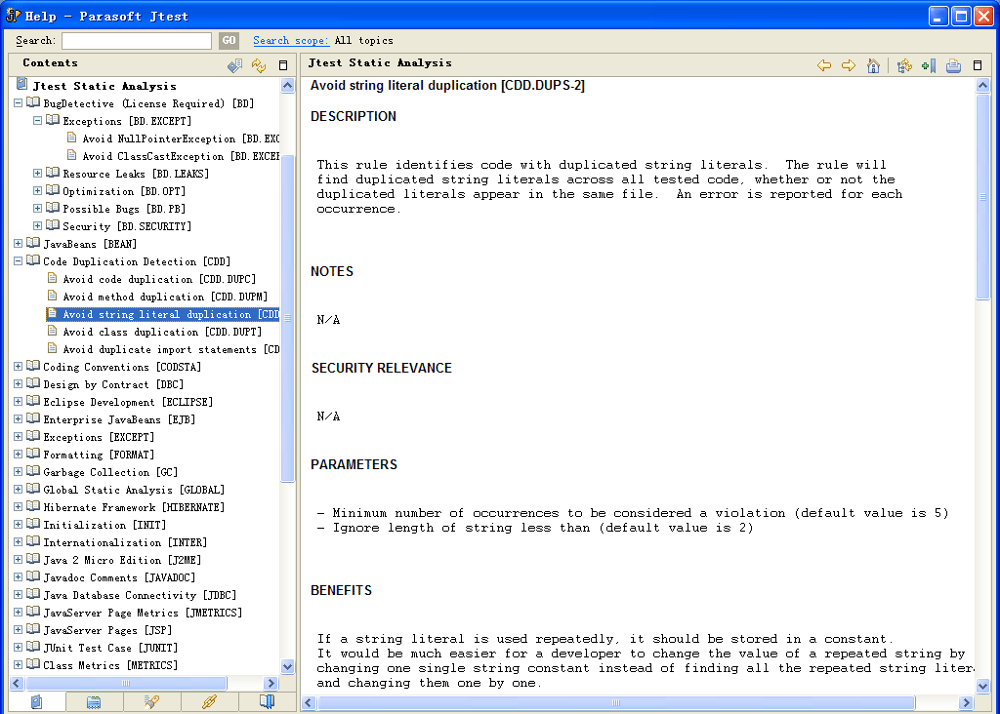 Help - Parasoft Jtest
Search:
GO
Search scope: All topics
Contents
Jtest Static Analysis
BugDetective (License Required) [BD]
Exceptions [BD.EXCEPT]
Avoid NullPointerException [BD.EXC
Avoid ClassCastException [BD.EXCEP
Resource Leaks [BD.LEAKS]
Optimization [BD.OPT]
Possible Bugs [BD.PB]
Security [BD.SECURITY]
JavaBeans [BEAN]
Code Duplication Detection [CDD]
Avoid code duplication [CDD.DUPC]
Avoid method duplication [CDD.DUPM]
Avoid string literal duplication [CDD
Avoid class duplication [CDD.DUPT]
Avoid duplicate import statements [CD
Coding Conventions [CODSTA]
Design by Contract [DBC]
Eclipse Development [ECLIPSE]
Enterprise JavaBeans [EJB]
Exceptions [EXCEPT]
Formatting [FORMAT]
Garbage Collection [GC]
Global Static Analysis [GLOBAL]
Hibernate Framework [HIBERNATE]
Initialization [INIT]
Internationalization [INTER]
Java 2 Micro Edition [J2ME]
Javadoc Comments [JAVADOC]
Java Database Connectivity [JDBC]
JavaServer Page Metrics [JMETRICS]
JavaServer Pages [JSP]
JUnit Test Case [JUNIT]
Class Metrics [METRICS]
Jtest Static Analysis
Avoid string literal duplication [CDD.DUPS-2]
DESCRIPTION
This rule identifies code with duplicated string literals.  The rule will
find duplicated string literals across all tested code, whether or not the
duplicated literals appear in the same file.  An error is reported for each
occurrence.
NOTES
N/A
SECURITY RELEVANCE
N/A
PARAMETERS
- Minimum number of occurrences to be considered a violation (default value is 5)
- Ignore length of string less than (default value is 2)
BENEFITS
If a string literal is used repeatedly, it should be stored in a constant.
It would be much easier for a developer to change the value of a repeated string by
changing one single string constant instead of finding all the repeated string liter
and changing them one by one.